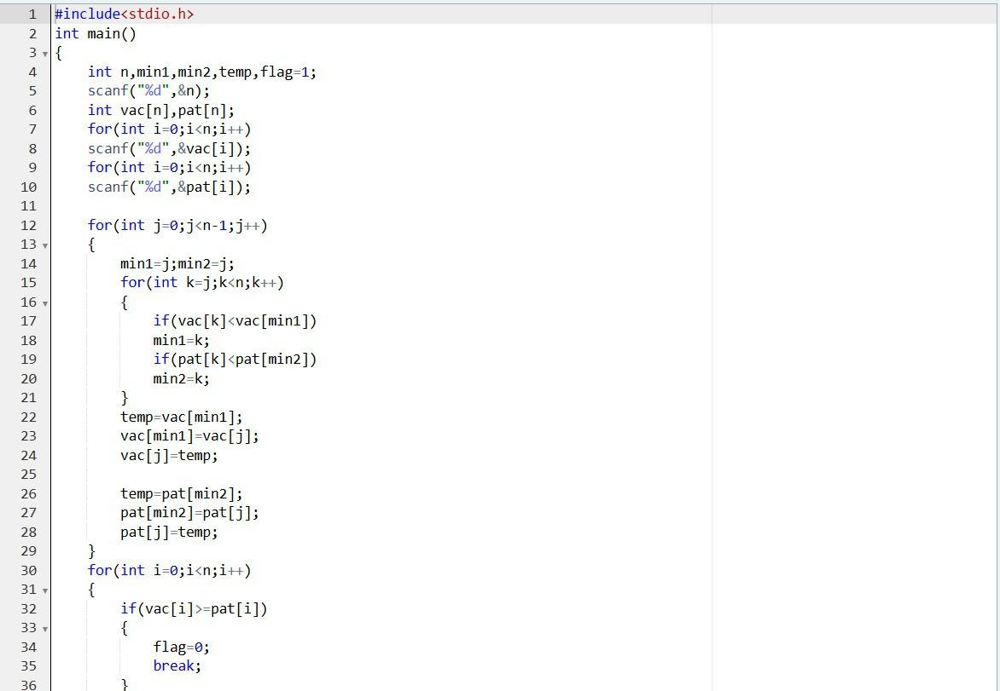 1 #include<stdio.h>
2 int main()
3 {
4 int n,min1,min2,temp,flag=1;
5 scanf("%d",&n);
6 int vac[n],pat[n];
7 for(int i=0;i<n;i++)
8 scanf("%d",&vac[i]);
9 for(int i=0;i<n;i++)
10 scanf("%d",&pat[i]);
11
12 for(int j=0;j<n-1;j++)
13 {
14 min1=j;min2=j;
15 for(int k=j;k<n;k++)
16 {
17 if(vac[k]<vac[min1])
18 min1=k;
19 if(pat[k]<pat[min2])
20 min2=k;
21 }
22 temp=vac[min1];
23 vac[min1]=vac[j];
24 vac[j]=temp;
25
26 temp=pat[min2];
27 pat[min2]=pat[j];
28 pat[j]=temp;
29 }
30 for(int i=0;i<n;i++)
31 {
32 if(vac[i]>=pat[i])
33 {
34 flag=0;
35 break;
36 }